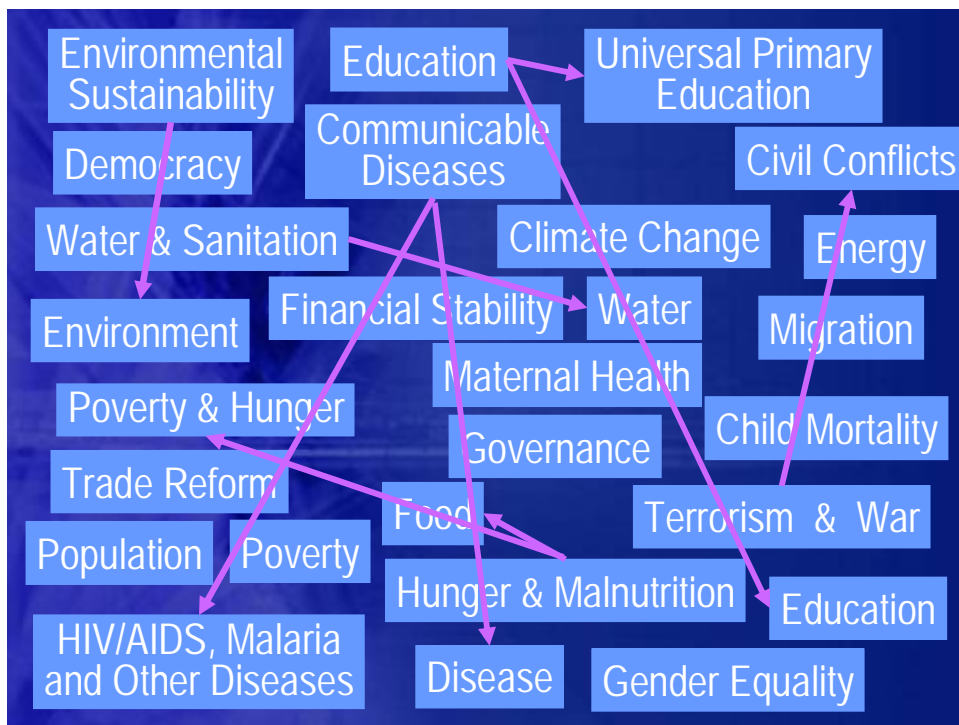 Environmental
Sustainability
Education
Universal Primary
Education
Communicable
Diseases
Democracy
Civil Conflicts
Water & Sanitation
Climate Change
Energy
Environment
Financial Stability
Water
Migration
Maternal Health
Poverty & Hunger
Child Mortality
Governance
Trade Reform
Food
Terrorism & War
Population
Poverty
Hunger & Malnutrition
Education
HIV/AIDS, Malaria
and Other Diseases
Disease
Gender Equality